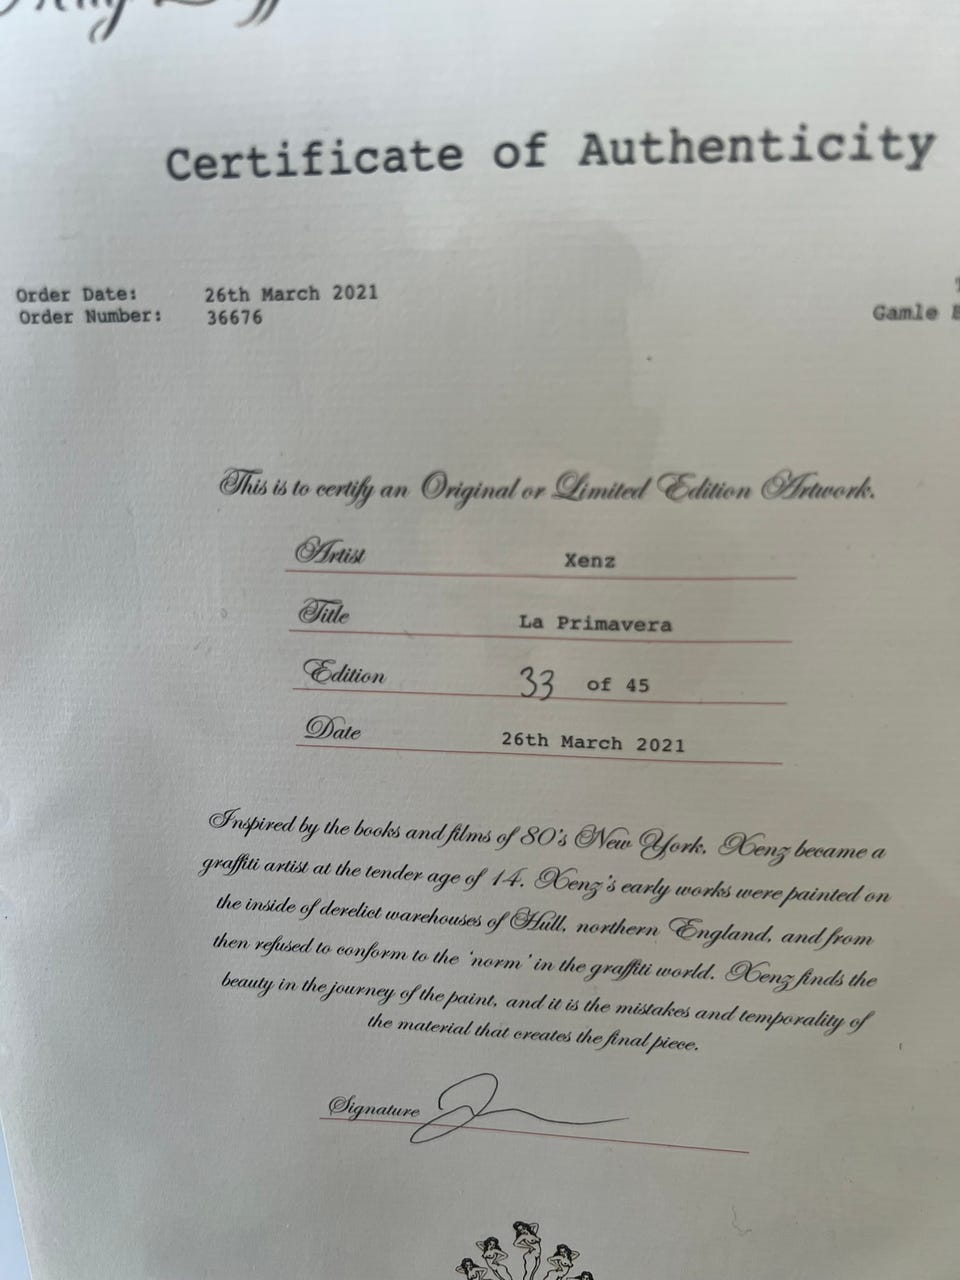 Certificate of Authenticity
Order Date: 26th March 2021
Order Number: 36676
Gamle
This is to certify an Original or Limited Edition Artwork.
Artist Xenz
Title La Primavera
Edition 33 of 45
Date 26th March 2021
Inspired by the books and films of 80's New York, Xenz became a
graffiti artist at the tender age of 14. Xenz's early works were painted on
the inside of derelict warehouses of Hull, northern England, and from
then refused to conform to the 'norm' in the graffiti world. Xenz finds the
beauty in the journey of the paint, and it is the mistakes and temporality of
the material that creates the final piece.
Signature